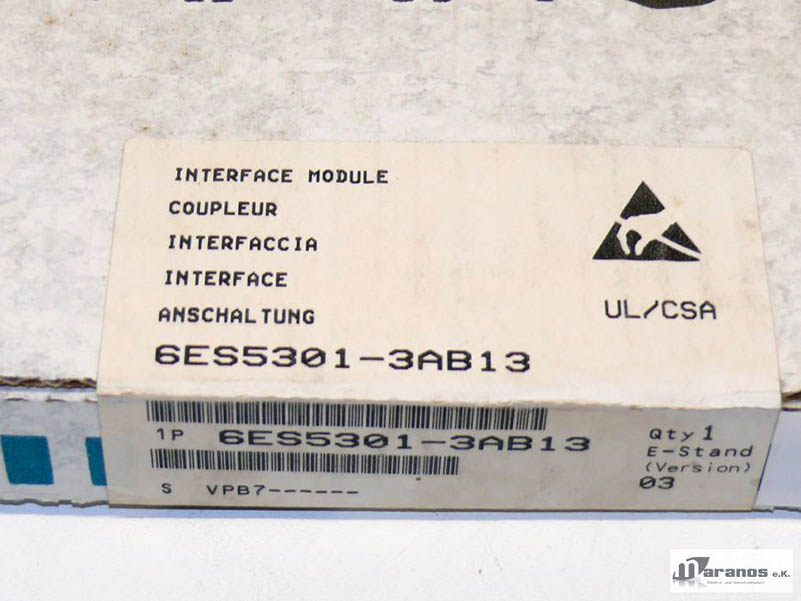 INTERFACE MODULE
COUPLEUR
INTERFACCIA
INTERFACE
ANSCHALTUNG
UL/CSA
6ES5301-3AB13
1P 6ES5301-3AB13
Qty 1
E-Stand
(Version)
03
S VPB7------
maranos e.K.